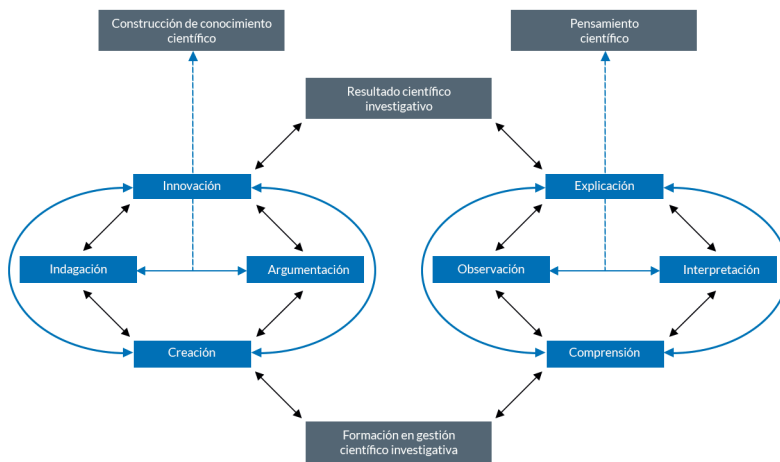 Construcción de conocimiento
científico
Pensamiento
científico
Resultado científico
investigativo
Innovación
Explicación
Indagación
Argumentación
Observación
Interpretación
Creación
Comprensión
Formación en gestión
científico investigativa